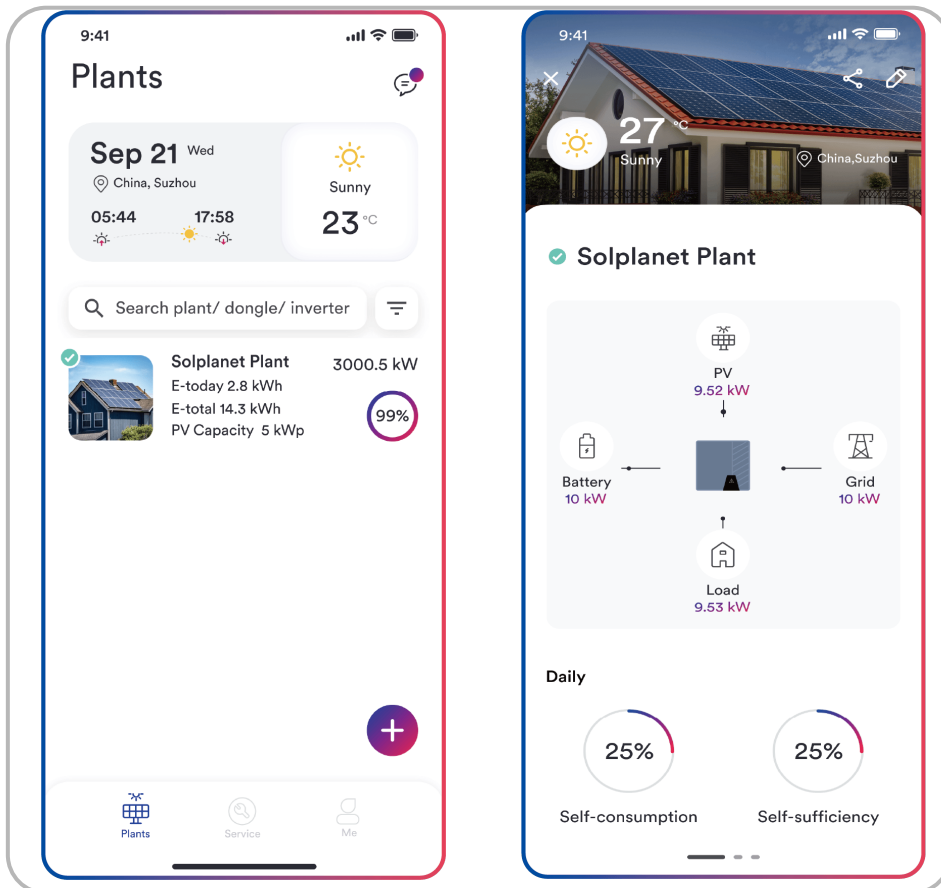 9:41
Plants
Sep 21 Wed
China, Suzhou
05:44 17:58
Sunny
23 °C
Search plant/ dongle/ inverter
Solplanet Plant
3000.5 kW
E-today 2.8 kWh
E-total 14.3 kWh
PV Capacity 5 kWp
99%
Plants
Service
Me
9:41
27 °C
Sunny
China,Suzhou
Solplanet Plant
PV
9.52 kW
Battery
10 kW
Grid
10 kW
Load
9.53 kW
Daily
25%
25%
Self-consumption
Self-sufficiency